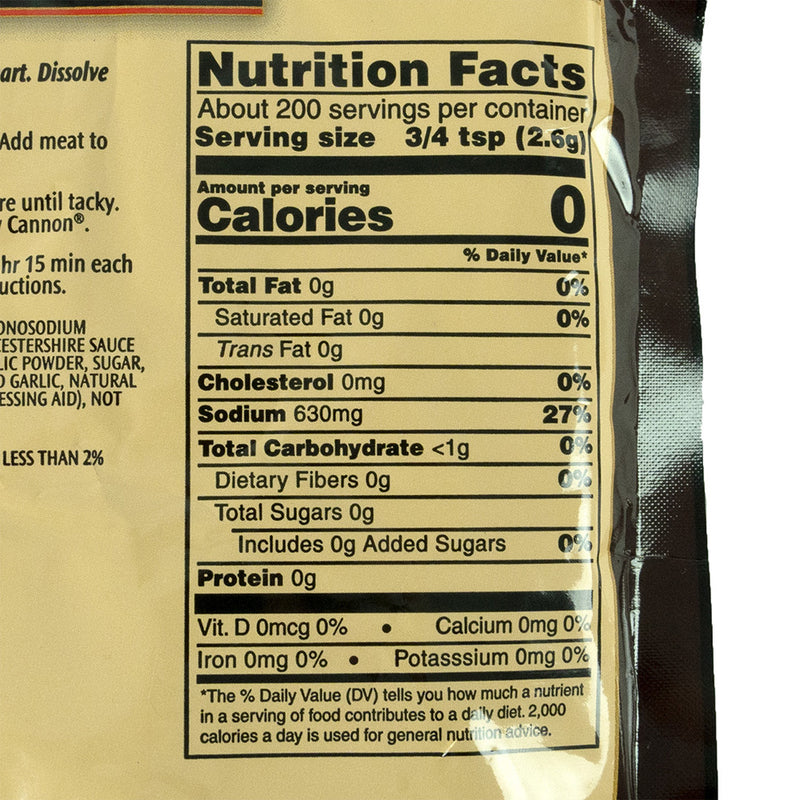 art. Dissolve
Add meat to
re until tacky.
Cannon®.
hr 15 min each
uctions.
ONOSODIUM
CESTERSHIRE SAUCE
LIC POWDER, SUGAR,
D GARLIC, NATURAL
ESSING AID), NOT
LESS THAN 2%
Nutrition Facts
About 200 servings per container
Serving size 3/4 tsp (2.6g)
Amount per serving
Calories 0
% Daily Value*
Total Fat 0g 0%
Saturated Fat 0g 0%
Trans Fat 0g
Cholesterol 0mg 0%
Sodium 630mg 27%
Total Carbohydrate <1g 0%
Dietary Fibers 0g 0%
Total Sugars 0g
Includes 0g Added Sugars 0%
Protein 0g
Vit. D 0mcg 0% • Calcium 0mg 0%
Iron 0mg 0% • Potasssium 0mg 0%
*The % Daily Value (DV) tells you how much a nutrient
in a serving of food contributes to a daily diet. 2,000
calories a day is used for general nutrition advice.